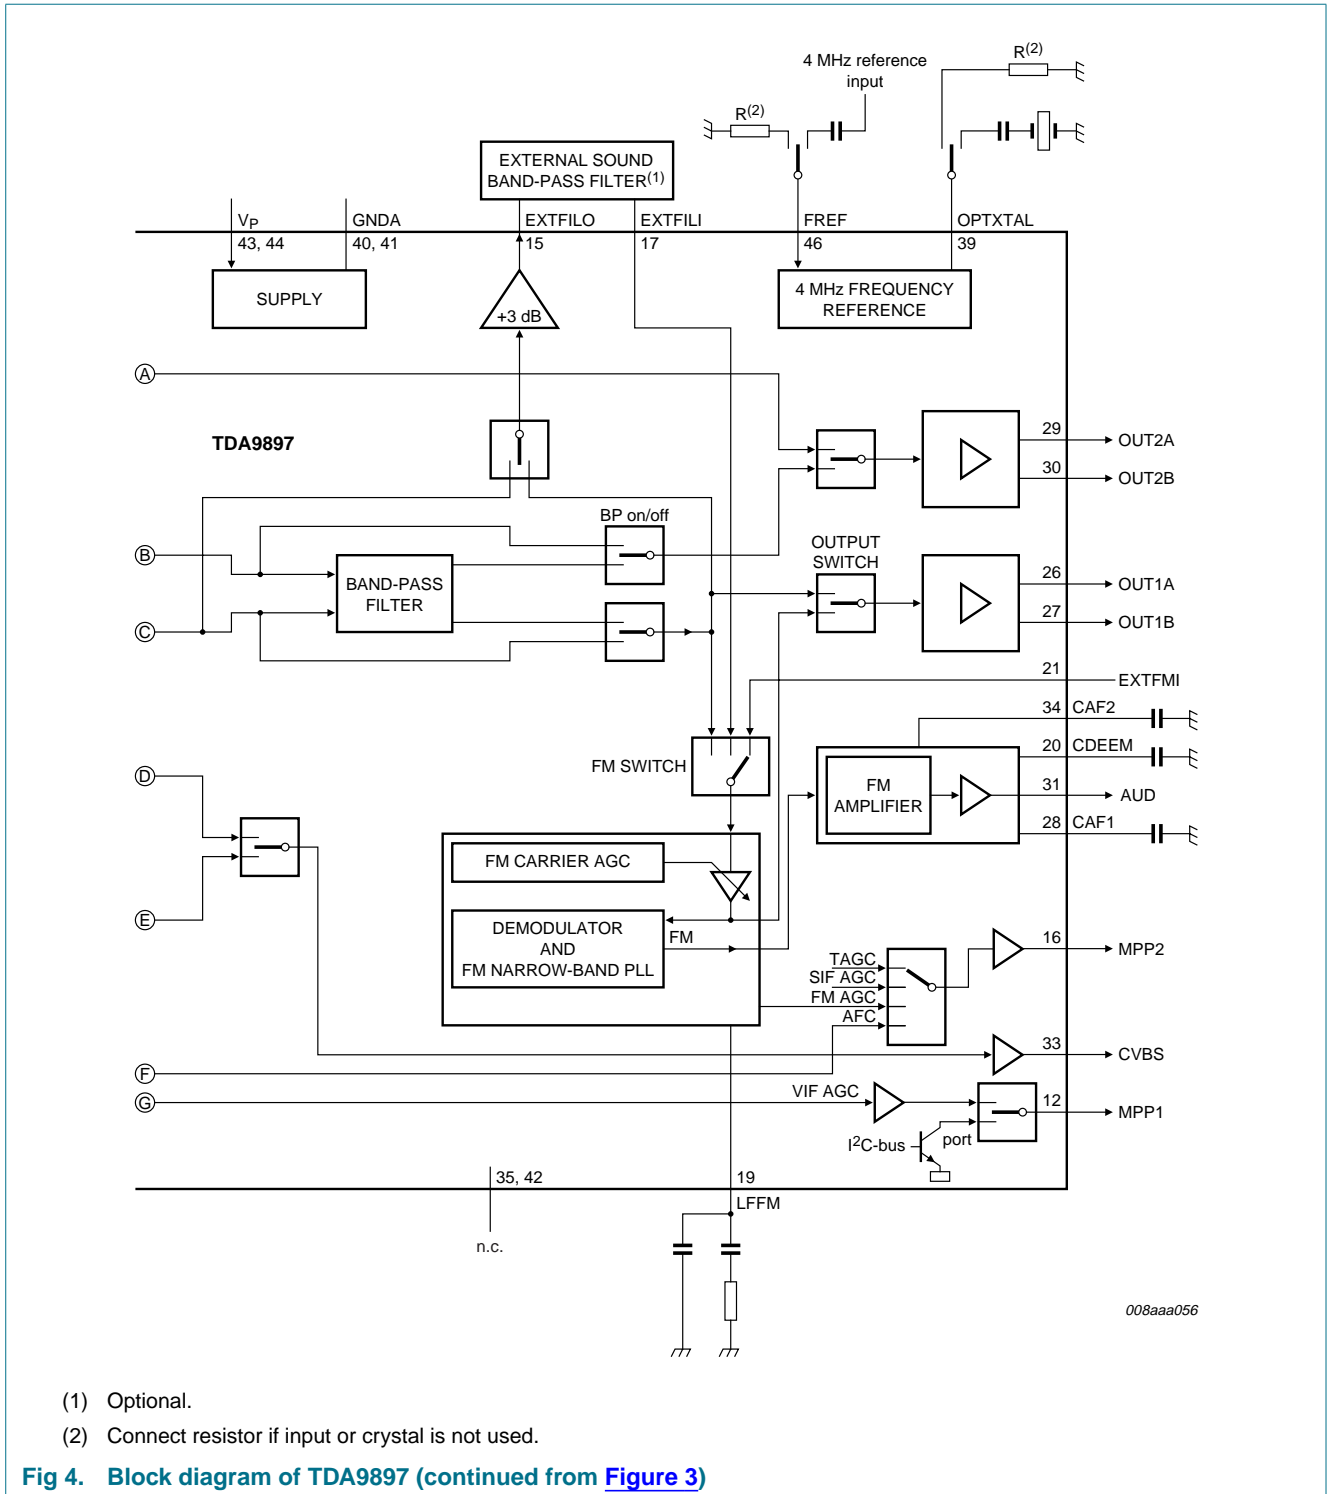 4 MHz reference
input
R(2)
R(2)
EXTERNAL SOUND
BAND-PASS FILTER(1)
VP
GNDA
EXTFILO
EXTFILI
FREF
OPTXTAL
43, 44
40, 41
15
17
46
39
SUPPLY
+3 dB
4 MHz FREQUENCY
REFERENCE
A
TDA9897
29
OUT2A
30
OUT2B
BP on/off
B
BAND-PASS
FILTER
OUTPUT
SWITCH
26
OUT1A
27
OUT1B
C
21
EXTFMI
34
CAF2
20
CDEEM
FM SWITCH
D
FM
AMPLIFIER
31
AUD
28
CAF1
FM CARRIER AGC
E
DEMODULATOR
AND
FM NARROW-BAND PLL
FM
16
MPP2
TAGC
SIF AGC
FM AGC
AFC
33
CVBS
F
G
VIF AGC
12
MPP1
I2C-bus
port
35, 42
19
LFFM
n.c.
008aaa056
(1) Optional.
(2) Connect resistor if input or crystal is not used.
Fig 4. Block diagram of TDA9897 (continued from Figure 3)